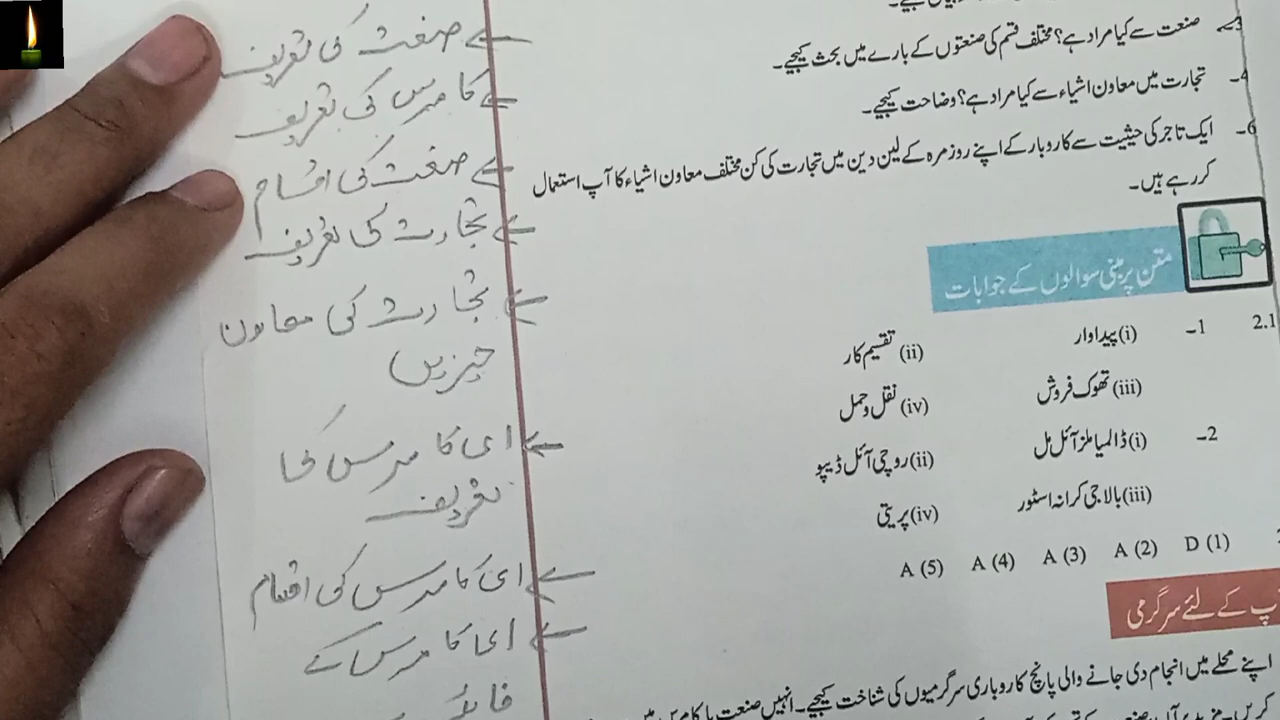 3۔ صنعت سے کیا مراد ہے؟ مختلف قسم کی صنعتوں کے بارے میں بحث کیجیے۔
4۔ تجارت میں معاون اشیاء سے کیا مراد ہے؟ وضاحت کیجیے۔
6۔ ایک تاجر کی حیثیت سے کاروبار کے اپنے روزمرہ کے لین دین میں تجارت کی کن مختلف معاون اشیاء کا آپ استعمال
کر رہے ہیں۔
متن پر مبنی سوالوں کے جوابات
2.1 1۔ (i) پیداوار (ii) تقسیم کار
(iii) تھوک فروش (iv) نقل و حمل
2۔ (i) ڈالمیا ملز آئل مل (ii) روچی آئل ڈیپو
(iii) بالاجی کرانہ اسٹور (iv) پریتی
D (1) A (2) A (3) A (4) A (5)
پ کے لئے سرگرمی
اپنے محلے میں انجام دی جانے والی پانچ کاروباری سرگرمیوں کی شناخت کیجیے۔ انہیں صنعت یا کامرس میں
صنعت کی تعریف
کامرس کی تعریف
صنعت کی اقسام
تجارت کی تعریف
تجارت کی معاون
چیزیں
ای کامرس کی
تعریف
ای کامرس کی اقسام
ای کامرس کے